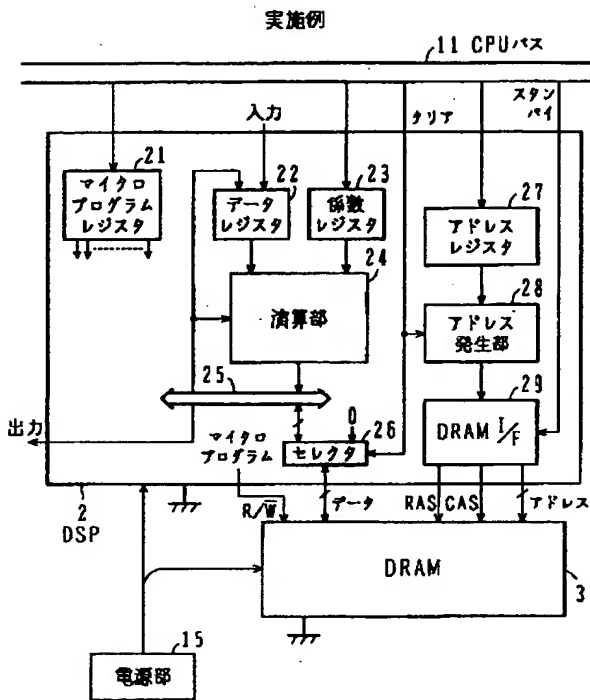 実施例
11 CPUバス
入力
クリア
スタン
バイ
21
マイクロ
プログラム
レジスタ
22
データ
レジスタ
23
係数
レジスタ
27
アドレス
レジスタ
24
演算部
28
アドレス
発生部
25
29
DRAM I/F
出力
マイクロ
プログラム
0
26
セレクタ
2
DSP
R/W̅
データ
RAS CAS
アドレス
DRAM
3
15
電源部